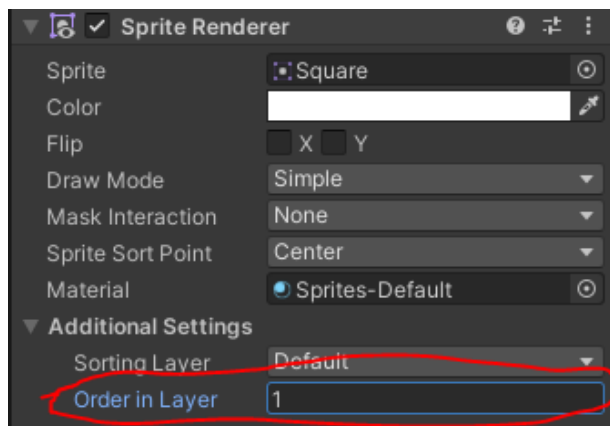 Sprite Renderer
Sprite Square
Color
Flip X Y
Draw Mode Simple
Mask Interaction None
Sprite Sort Point Center
Material Sprites-Default
Additional Settings
Sorting Layer Default
Order in Layer 1